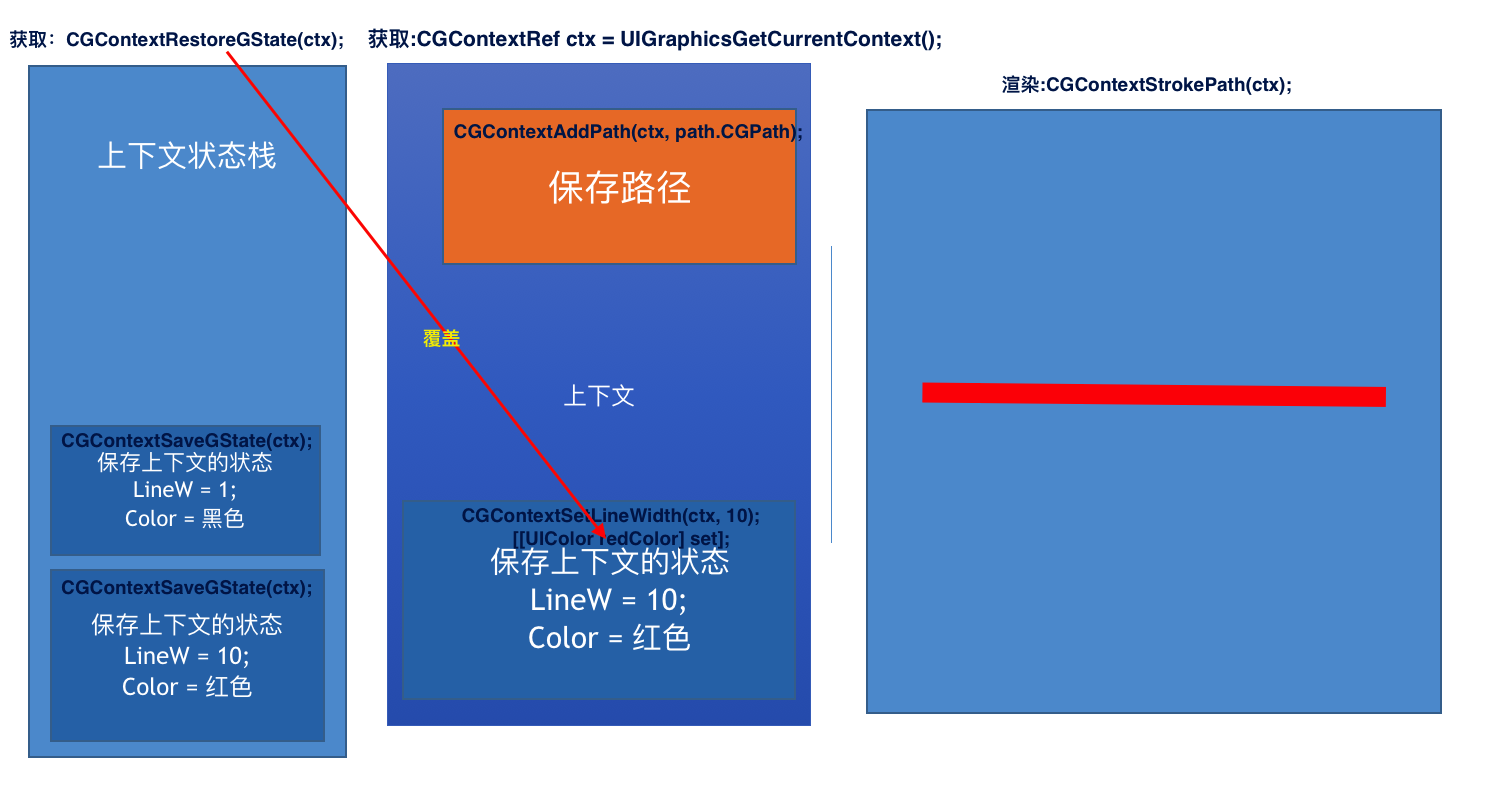 获取：CGContextRestoreGState(ctx);
上下文状态栈
CGContextSaveGState(ctx);
保存上下文的状态
LineW = 1;
Color = 黑色
CGContextSaveGState(ctx);
保存上下文的状态
LineW = 10;
Color = 红色
获取:CGContextRef ctx = UIGraphicsGetCurrentContext();
CGContextAddPath(ctx, path.CGPath);
保存路径
覆盖
上下文
CGContextSetLineWidth(ctx, 10);
[[UIColor redColor] set];
保存上下文的状态
LineW = 10;
Color = 红色
渲染:CGContextStrokePath(ctx);